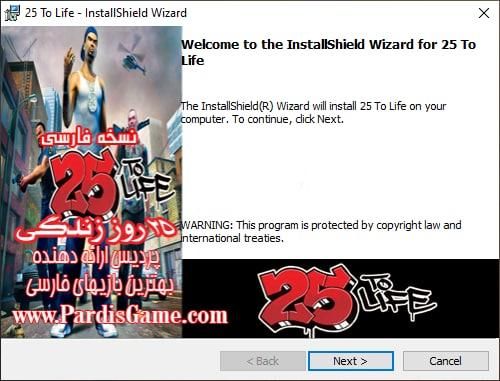 25 To Life - InstallShield Wizard
Welcome to the InstallShield Wizard for 25 To
Life
The InstallShield(R) Wizard will install 25 To Life on your
computer. To continue, click Next.
WARNING: This program is protected by copyright law and
international treaties.
نسخه فارسی
25 TO LIFE
۲۵ روز زندگی
پردیس ارائه دهنده
بهترین بازیهای فارسی
www.PardisGame.com
25 TO LIFE
< Back
Next >
Cancel